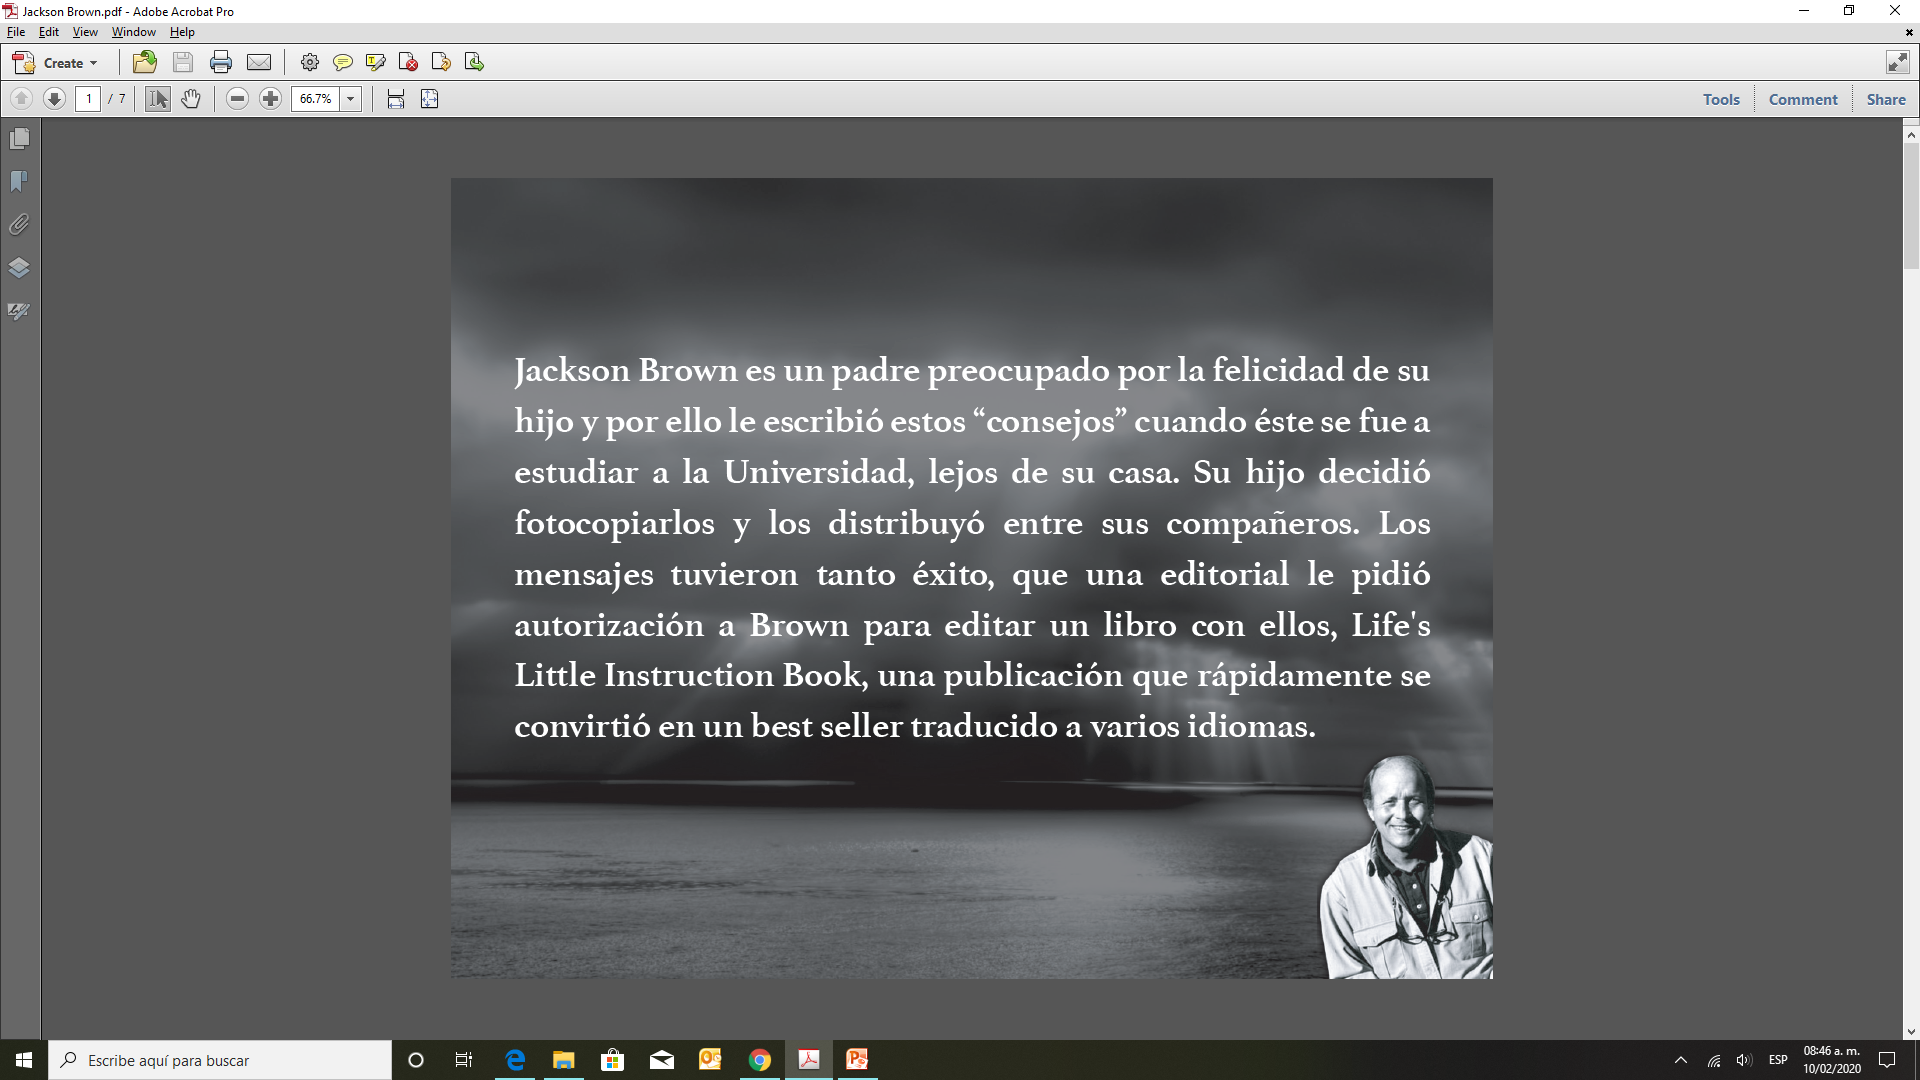 Jackson Brown.pdf - Adobe Acrobat Pro
File Edit View Window Help
Create
1 / 7 66.7% Tools Comment Share
Jackson Brown es un padre preocupado por la felicidad de su
hijo y por ello le escribió estos “consejos” cuando éste se fue a
estudiar a la Universidad, lejos de su casa. Su hijo decidió
fotocopiarlos y los distribuyó entre sus compañeros. Los
mensajes tuvieron tanto éxito, que una editorial le pidió
autorización a Brown para editar un libro con ellos, Life's
Little Instruction Book, una publicación que rápidamente se
convirtió en un best seller traducido a varios idiomas.
Escribe aquí para buscar
ESP
08:46 a. m.
10/02/2020